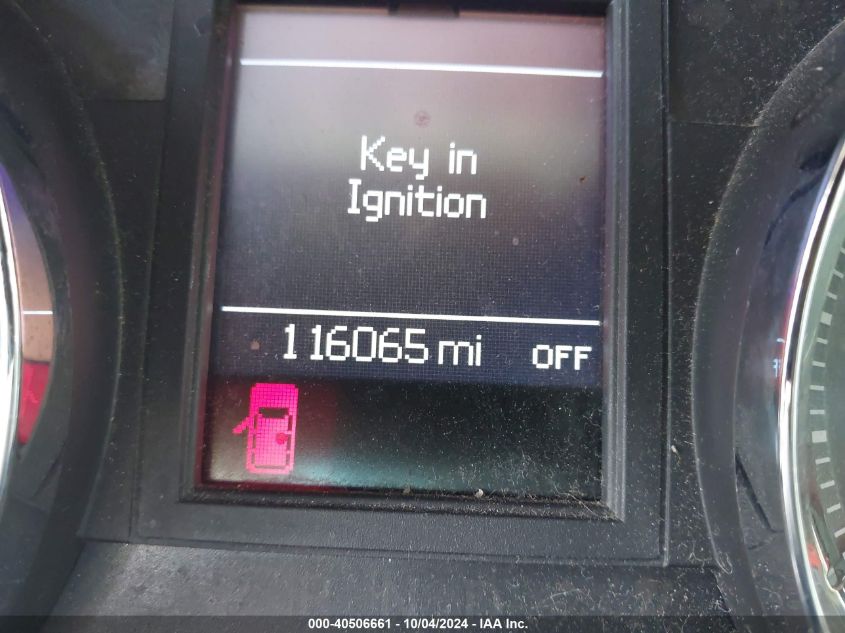 Key in
Ignition
116065 mi OFF
000-40506661 - 10/04/2024 - IAA Inc.